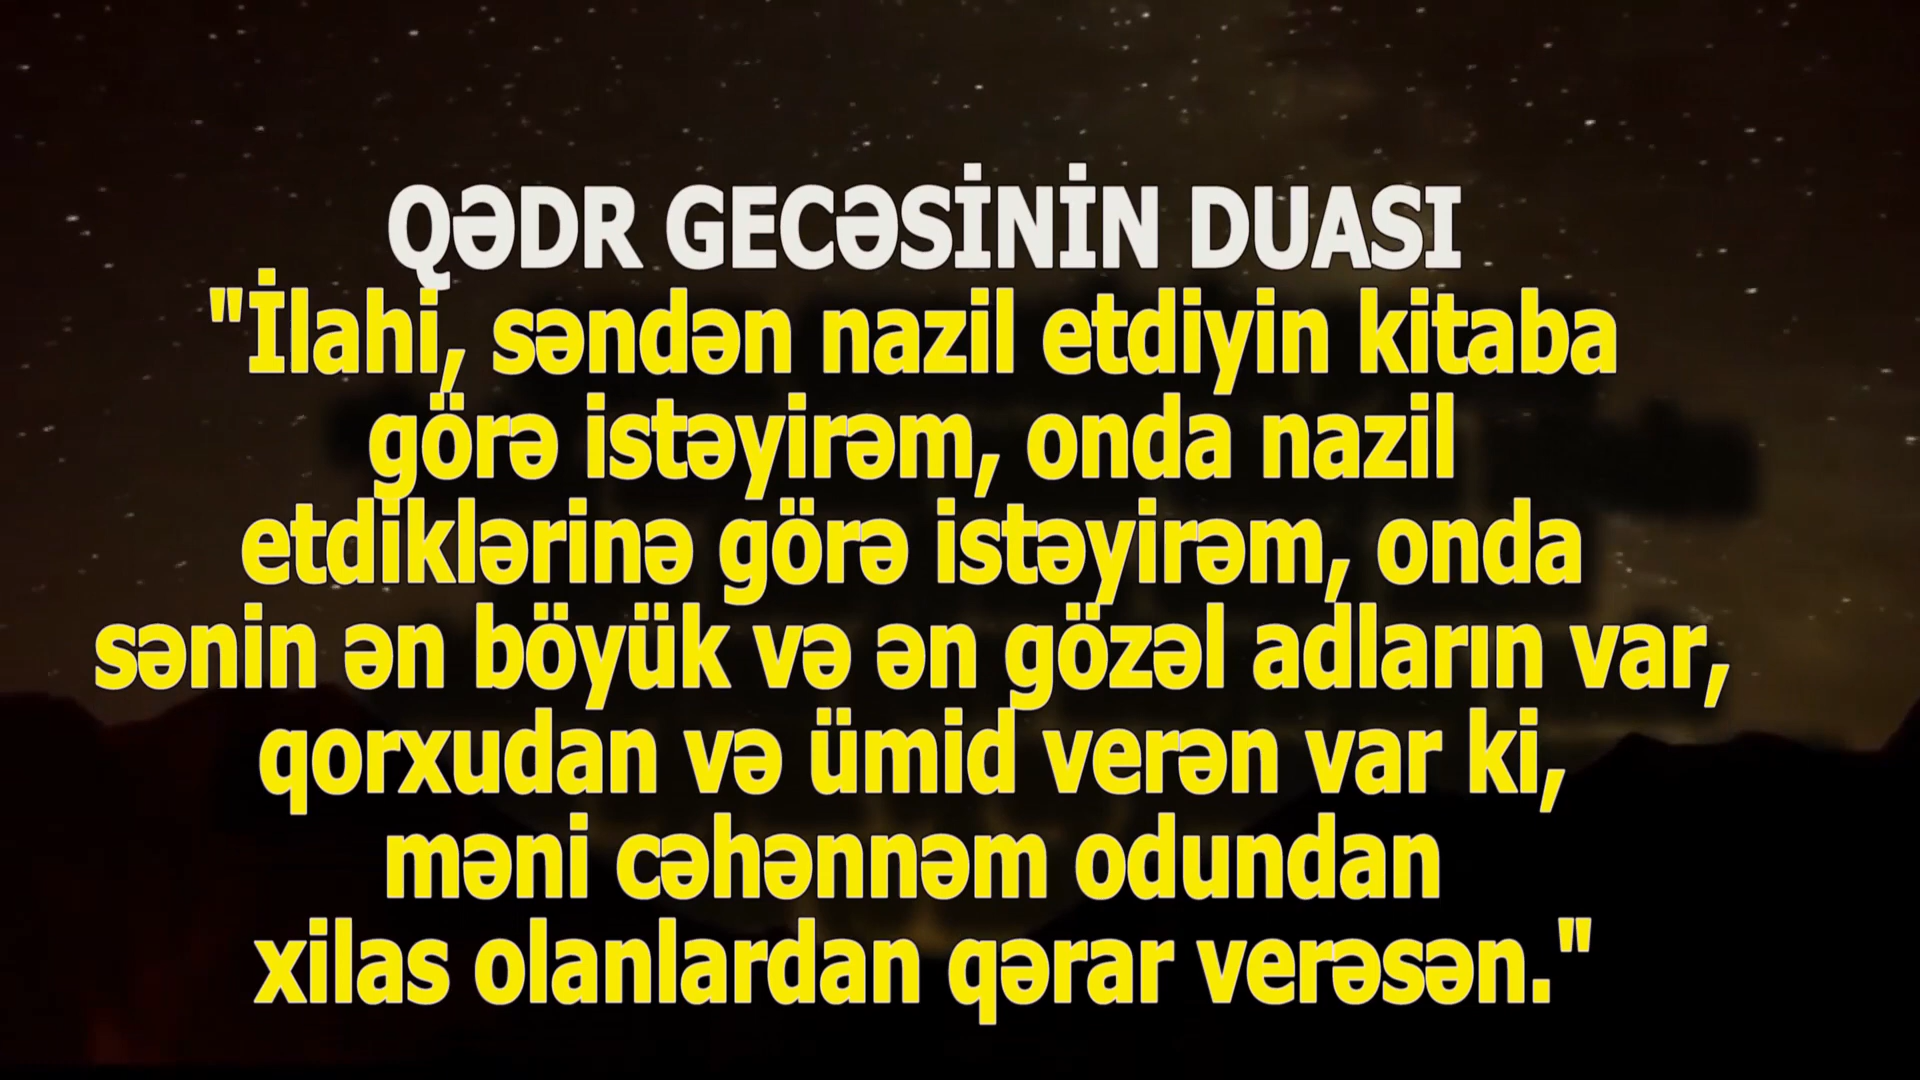 QƏDR GECƏSİNİN DUASI
"İlahi, səndən nazil etdiyin kitaba
görə istəyirəm, onda nazil
etdiklərinə görə istəyirəm, onda
sənin ən böyük və ən gözəl adların var,
qorxudan və ümid verən var ki,
məni cəhənnəm odundan
xilas olanlardan qərar verəsən."